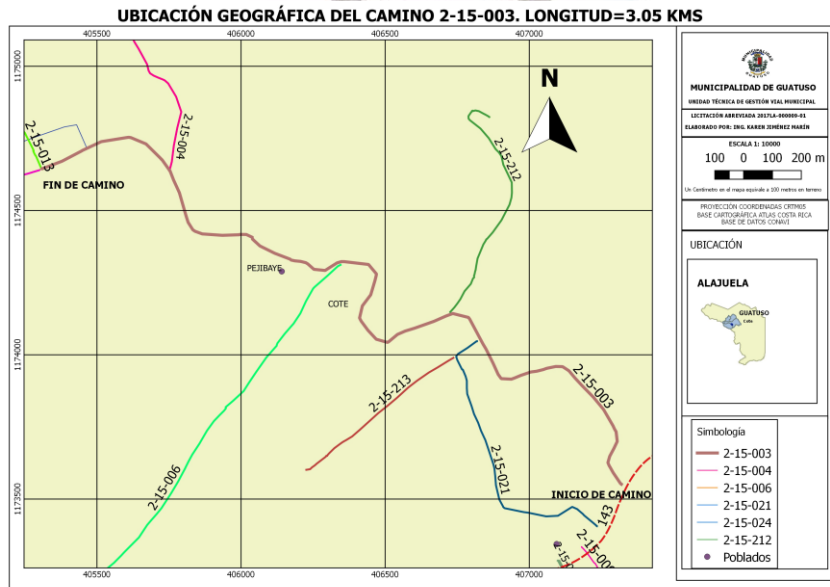 UBICACIÓN GEOGRÁFICA DEL CAMINO 2-15-003. LONGITUD=3.05 KMS
405500
406000
406500
407000
1175000
1174500
1174000
1173500
2-15-013
FIN DE CAMINO
2-15-004
N
2-15-212
PEJIBAYE
COTE
2-15-003
2-15-213
2-15-006
2-15-021
INICIO DE CAMINO
143
405500
406000
406500
407000
MUNICIPALIDAD DE GUATUSO
UNIDAD TÉCNICA DE GESTIÓN VIAL MUNICIPAL
LICITACIÓN ABREVIADA 2017LA-000009-01
ELABORADO POR: ING. KAREN JIMÉNEZ MARÍN
ESCALA 1: 10000
100 0 100 200 m
Un Centímetro en el mapa equivale a 100 metros en terreno
PROYECCIÓN COORDENADAS CRTM05
BASE CARTOGRÁFICA ATLAS COSTA RICA
BASE DE DATOS CONAVI
UBICACIÓN
ALAJUELA
GUATUSO
Cote
Simbología
2-15-003
2-15-004
2-15-006
2-15-021
2-15-024
2-15-212
Poblados